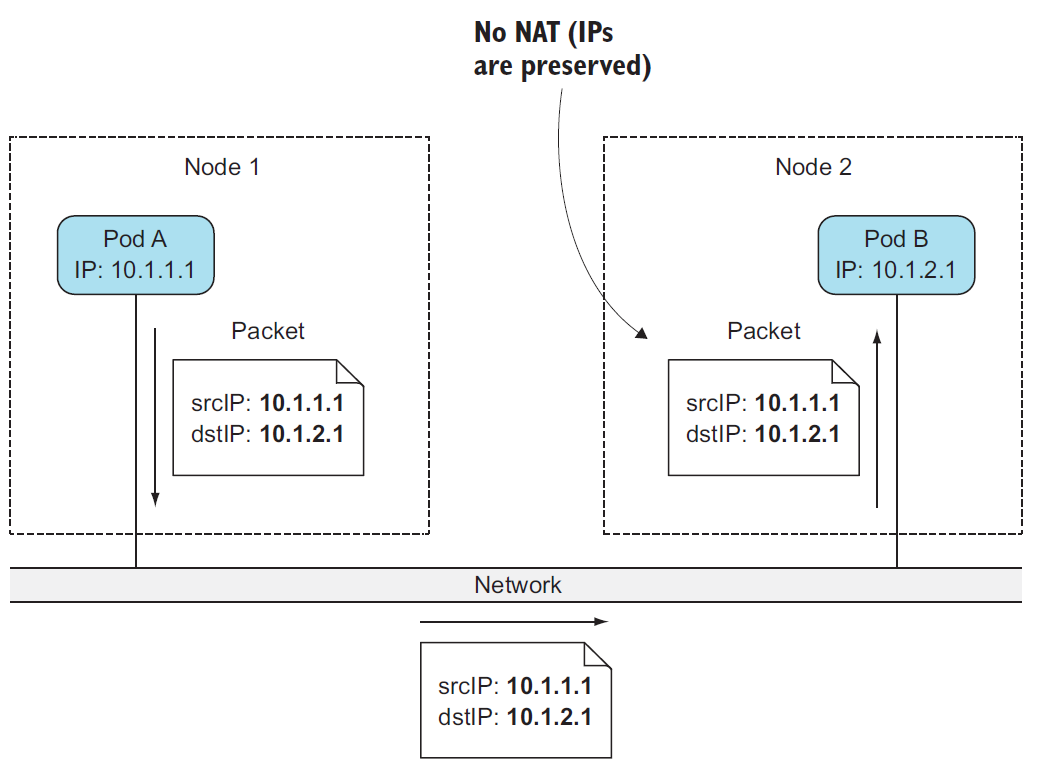 No NAT (IPs
are preserved)
Node 1
Pod A
IP: 10.1.1.1
Packet
srcIP: 10.1.1.1
dstIP: 10.1.2.1
Node 2
Pod B
IP: 10.1.2.1
Packet
srcIP: 10.1.1.1
dstIP: 10.1.2.1
Network
srcIP: 10.1.1.1
dstIP: 10.1.2.1